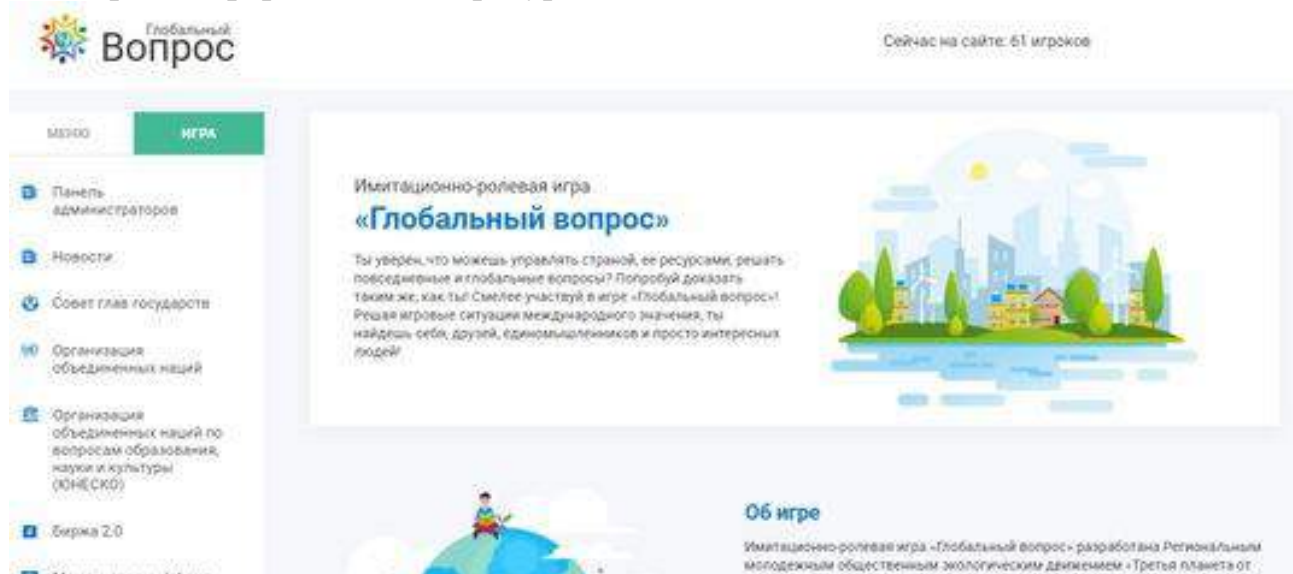 Глобальный
Вопрос
Сейчас на сайте: 61 игроков
МЕНЮ
ИГРА
Панель
администраторов
Новости
Совет глав государств
Организация
объединенных наций
Организация
объединенных наций по
вопросам образования,
науки и культуры
(ЮНЕСКО)
Биржа 2.0
Имитационно-ролевая игра
«Глобальный вопрос»
Ты уверен, что можешь управлять страной, ее ресурсами, решать
повседневные и глобальные вопросы? Попробуй доказать
таким же, как ты! Смелее участвуй в игре «Глобальный вопрос»!
Решая игровые ситуации международного значения, ты
найдешь себя, друзей, единомышленников и просто интересных
людей!
Об игре
Имитационно-ролевая игра «Глобальный вопрос» разработана Региональным
молодежным общественным экологическим движением «Третья планета от